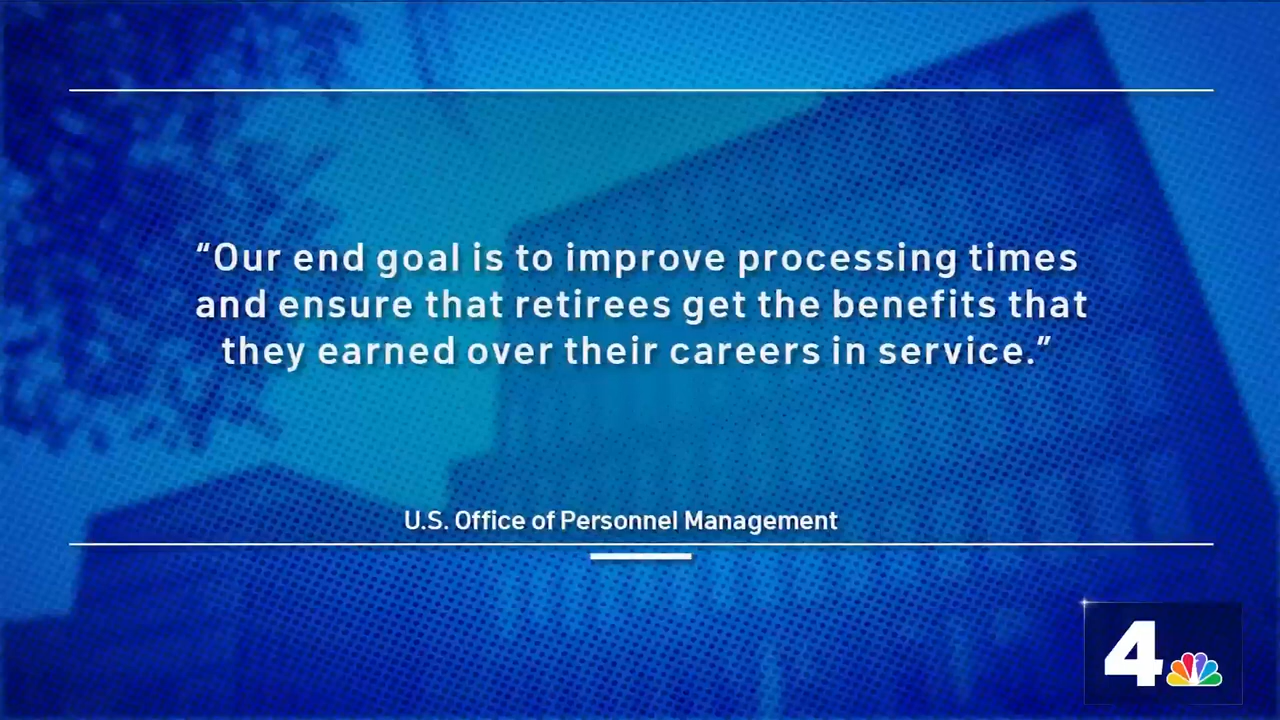 “Our end goal is to improve processing times
and ensure that retirees get the benefits that
they earned over their careers in service.”
U.S. Office of Personnel Management
4